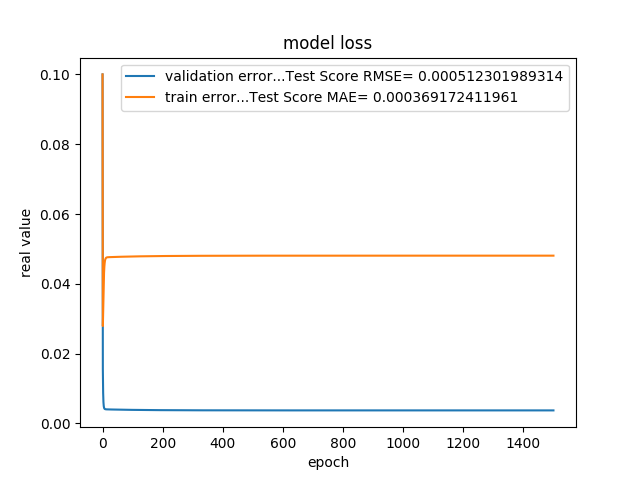 model loss
validation error...Test Score RMSE= 0.000512301989314
train error...Test Score MAE= 0.000369172411961
0.10
0.08
0.06
0.04
0.02
0.00
real value
0 200 400 600 800 1000 1200 1400
epoch